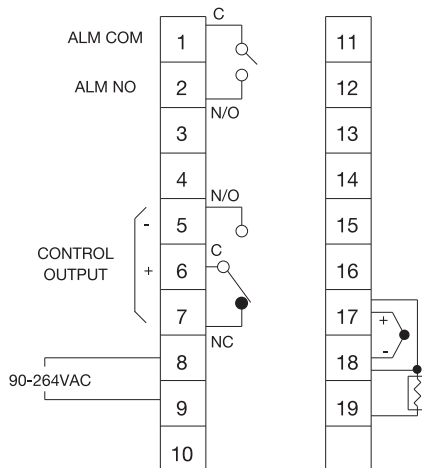 C
ALM COM 1 11
ALM NO 2 12
N/O
3 13
4 14
N/O
- 5 15
CONTROL OUTPUT
C
+ 6 16
7 17 +
NC
8 18 -
90-264VAC
9 19
10